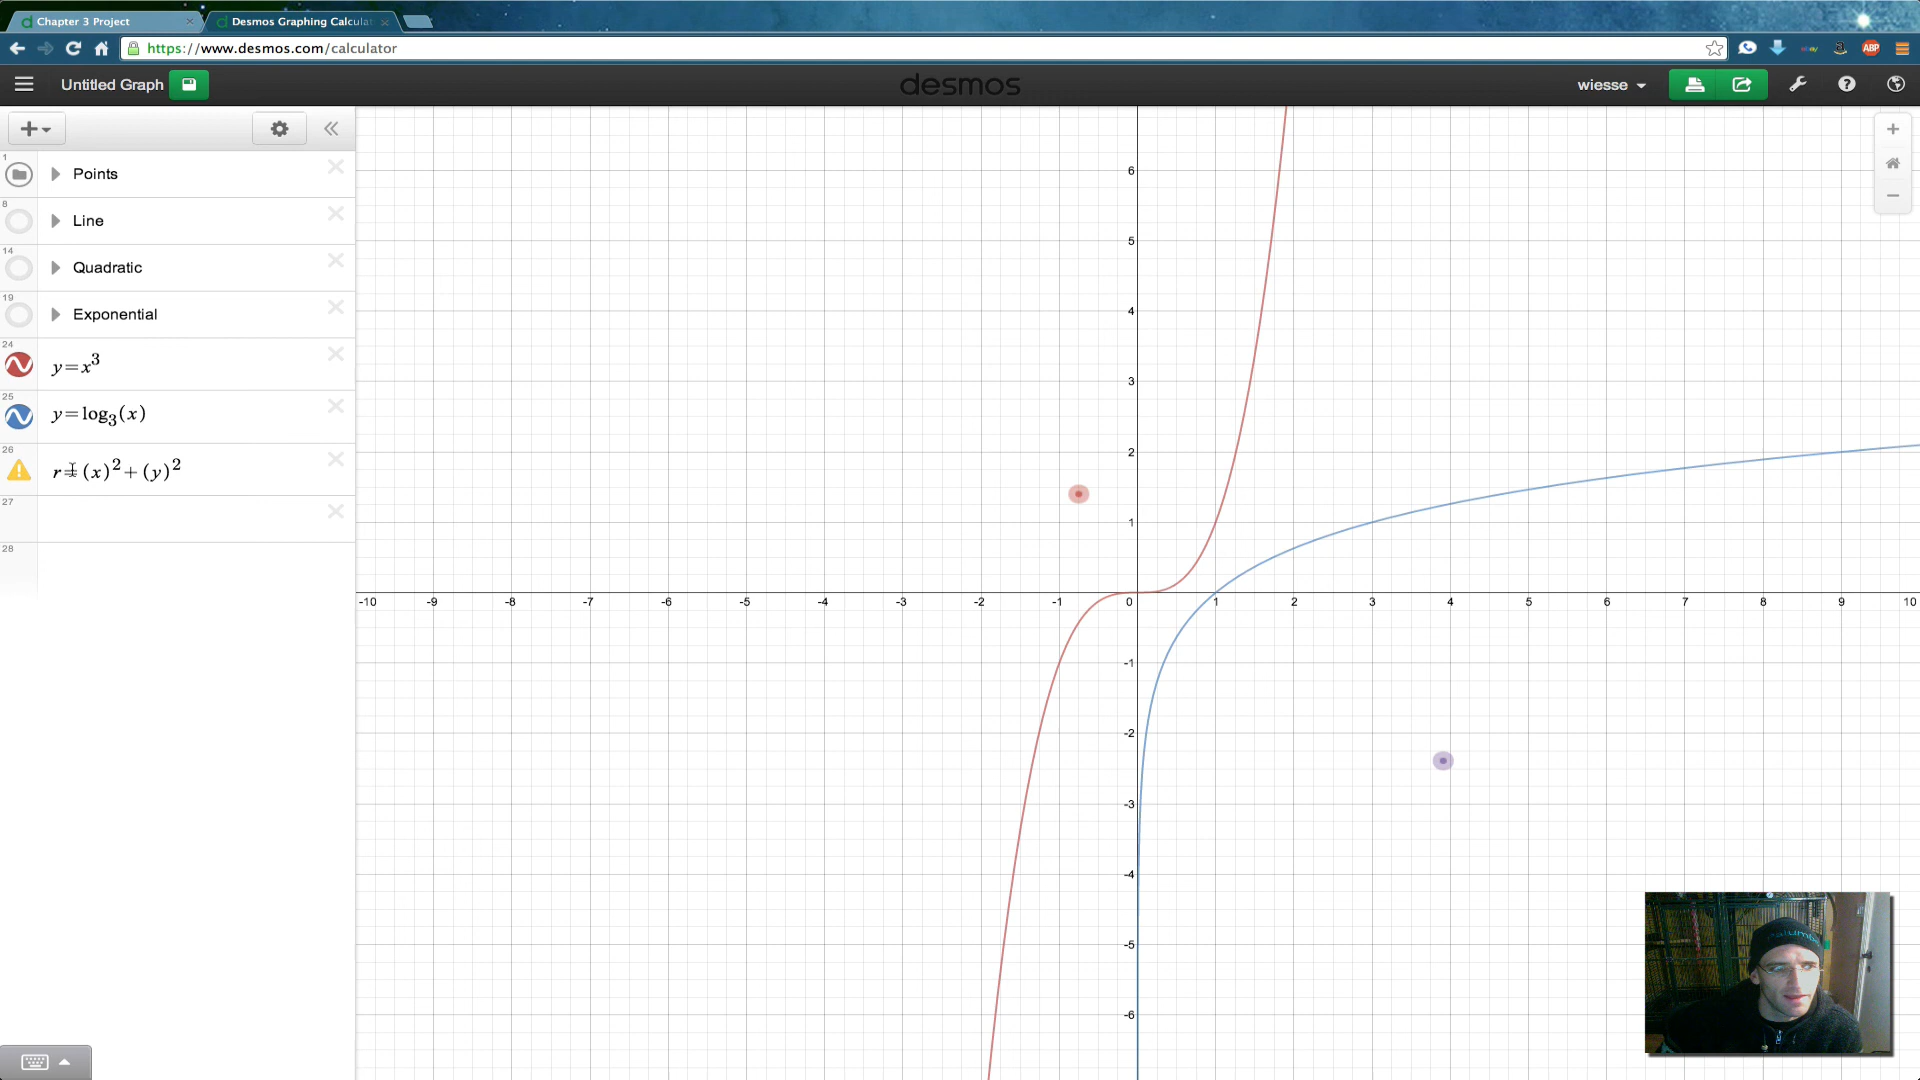 Chapter 3 Project
Desmos Graphing Calculat
https://www.desmos.com/calculator
ebay
ABP
Untitled Graph
desmos
wiesse
1
Points
8
Line
14
Quadratic
19
Exponential
24
y=x³
25
y=log₃(x)
26
r=(x)²+(y)²
27
28
6
5
4
3
2
1
-10 -9 -8 -7 -6 -5 -4 -3 -2 -1 0 1 2 3 4 5 6 7 8 9 10
-1
-2
-3
-4
-5
-6